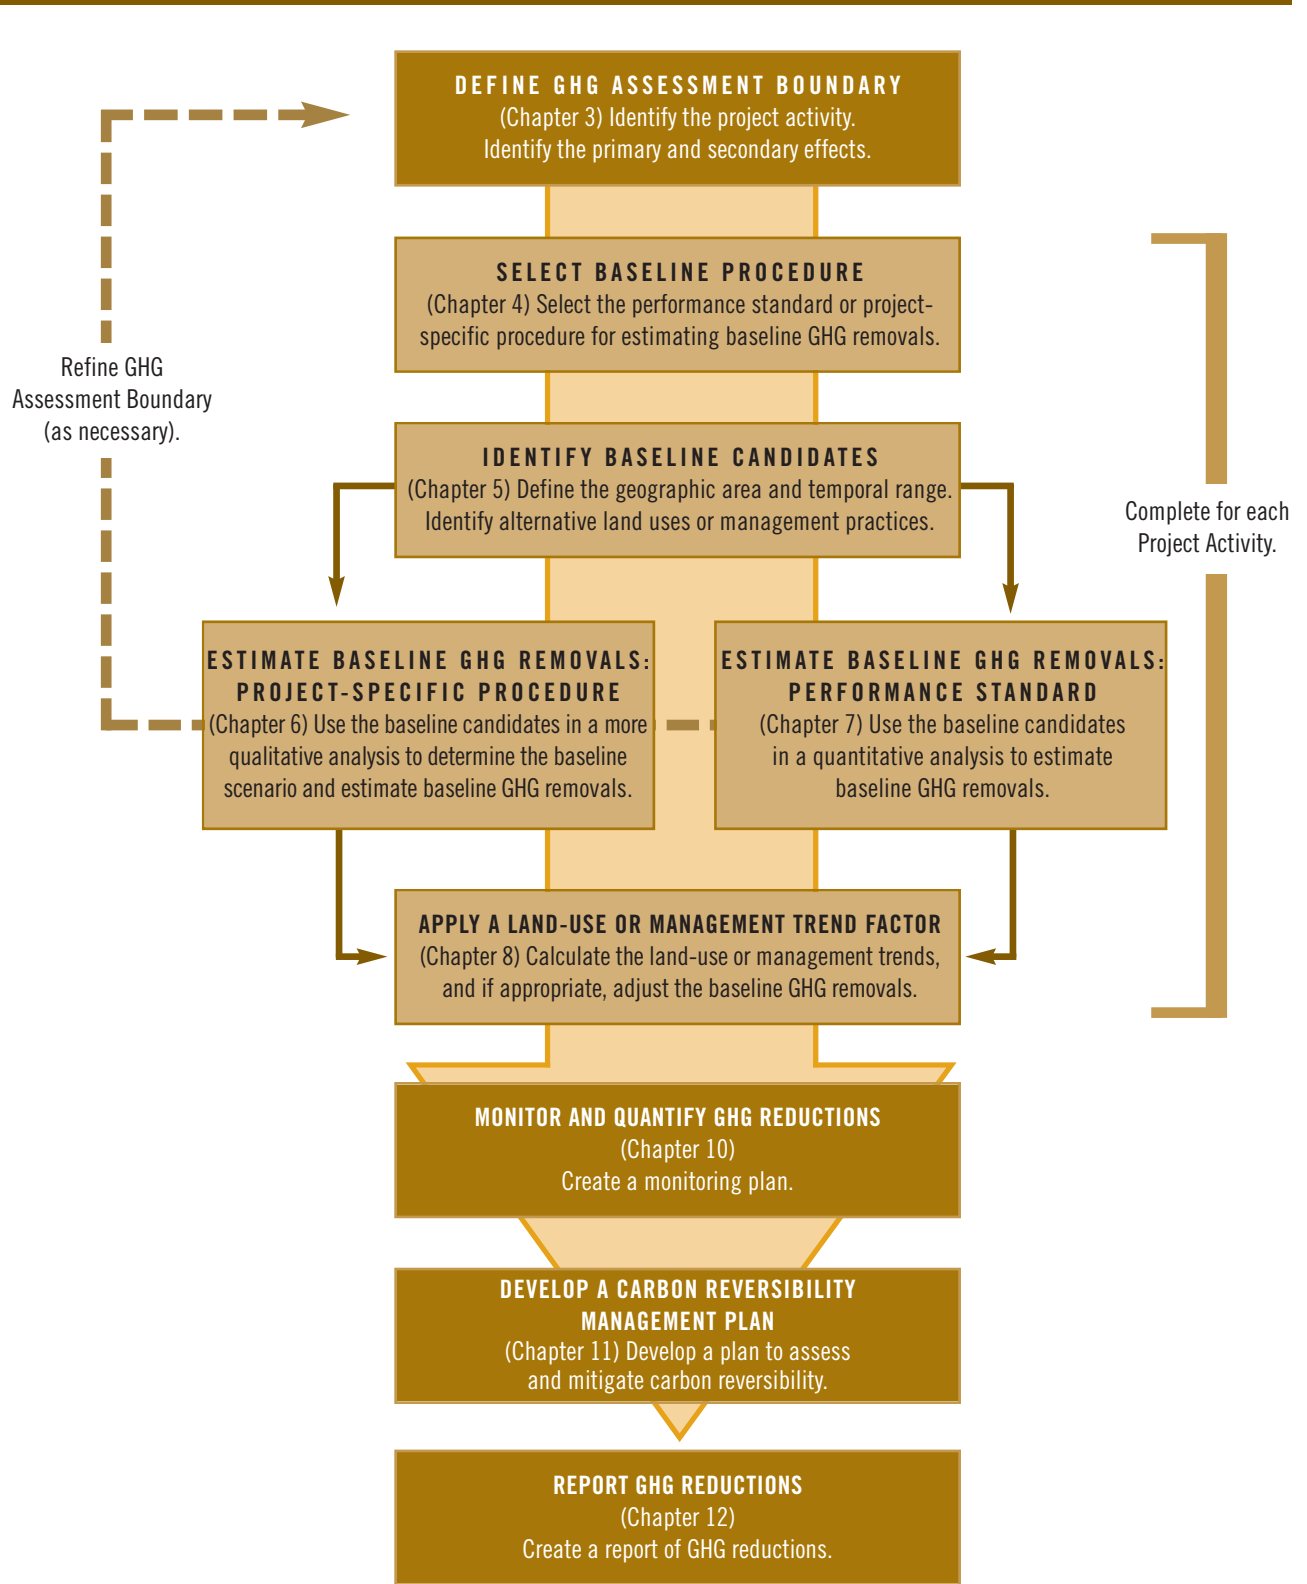 DEFINE GHG ASSESSMENT BOUNDARY
(Chapter 3) Identify the project activity.
Identify the primary and secondary effects.
SELECT BASELINE PROCEDURE
(Chapter 4) Select the performance standard or project-
specific procedure for estimating baseline GHG removals.
Refine GHG
Assessment Boundary
(as necessary).
IDENTIFY BASELINE CANDIDATES
(Chapter 5) Define the geographic area and temporal range.
Identify alternative land uses or management practices.
Complete for each
Project Activity.
ESTIMATE BASELINE GHG REMOVALS:
PROJECT-SPECIFIC PROCEDURE
(Chapter 6) Use the baseline candidates in a more
qualitative analysis to determine the baseline
scenario and estimate baseline GHG removals.
ESTIMATE BASELINE GHG REMOVALS:
PERFORMANCE STANDARD
(Chapter 7) Use the baseline candidates
in a quantitative analysis to estimate
baseline GHG removals.
APPLY A LAND-USE OR MANAGEMENT TREND FACTOR
(Chapter 8) Calculate the land-use or management trends,
and if appropriate, adjust the baseline GHG removals.
MONITOR AND QUANTIFY GHG REDUCTIONS
(Chapter 10)
Create a monitoring plan.
DEVELOP A CARBON REVERSIBILITY
MANAGEMENT PLAN
(Chapter 11) Develop a plan to assess
and mitigate carbon reversibility.
REPORT GHG REDUCTIONS
(Chapter 12)
Create a report of GHG reductions.